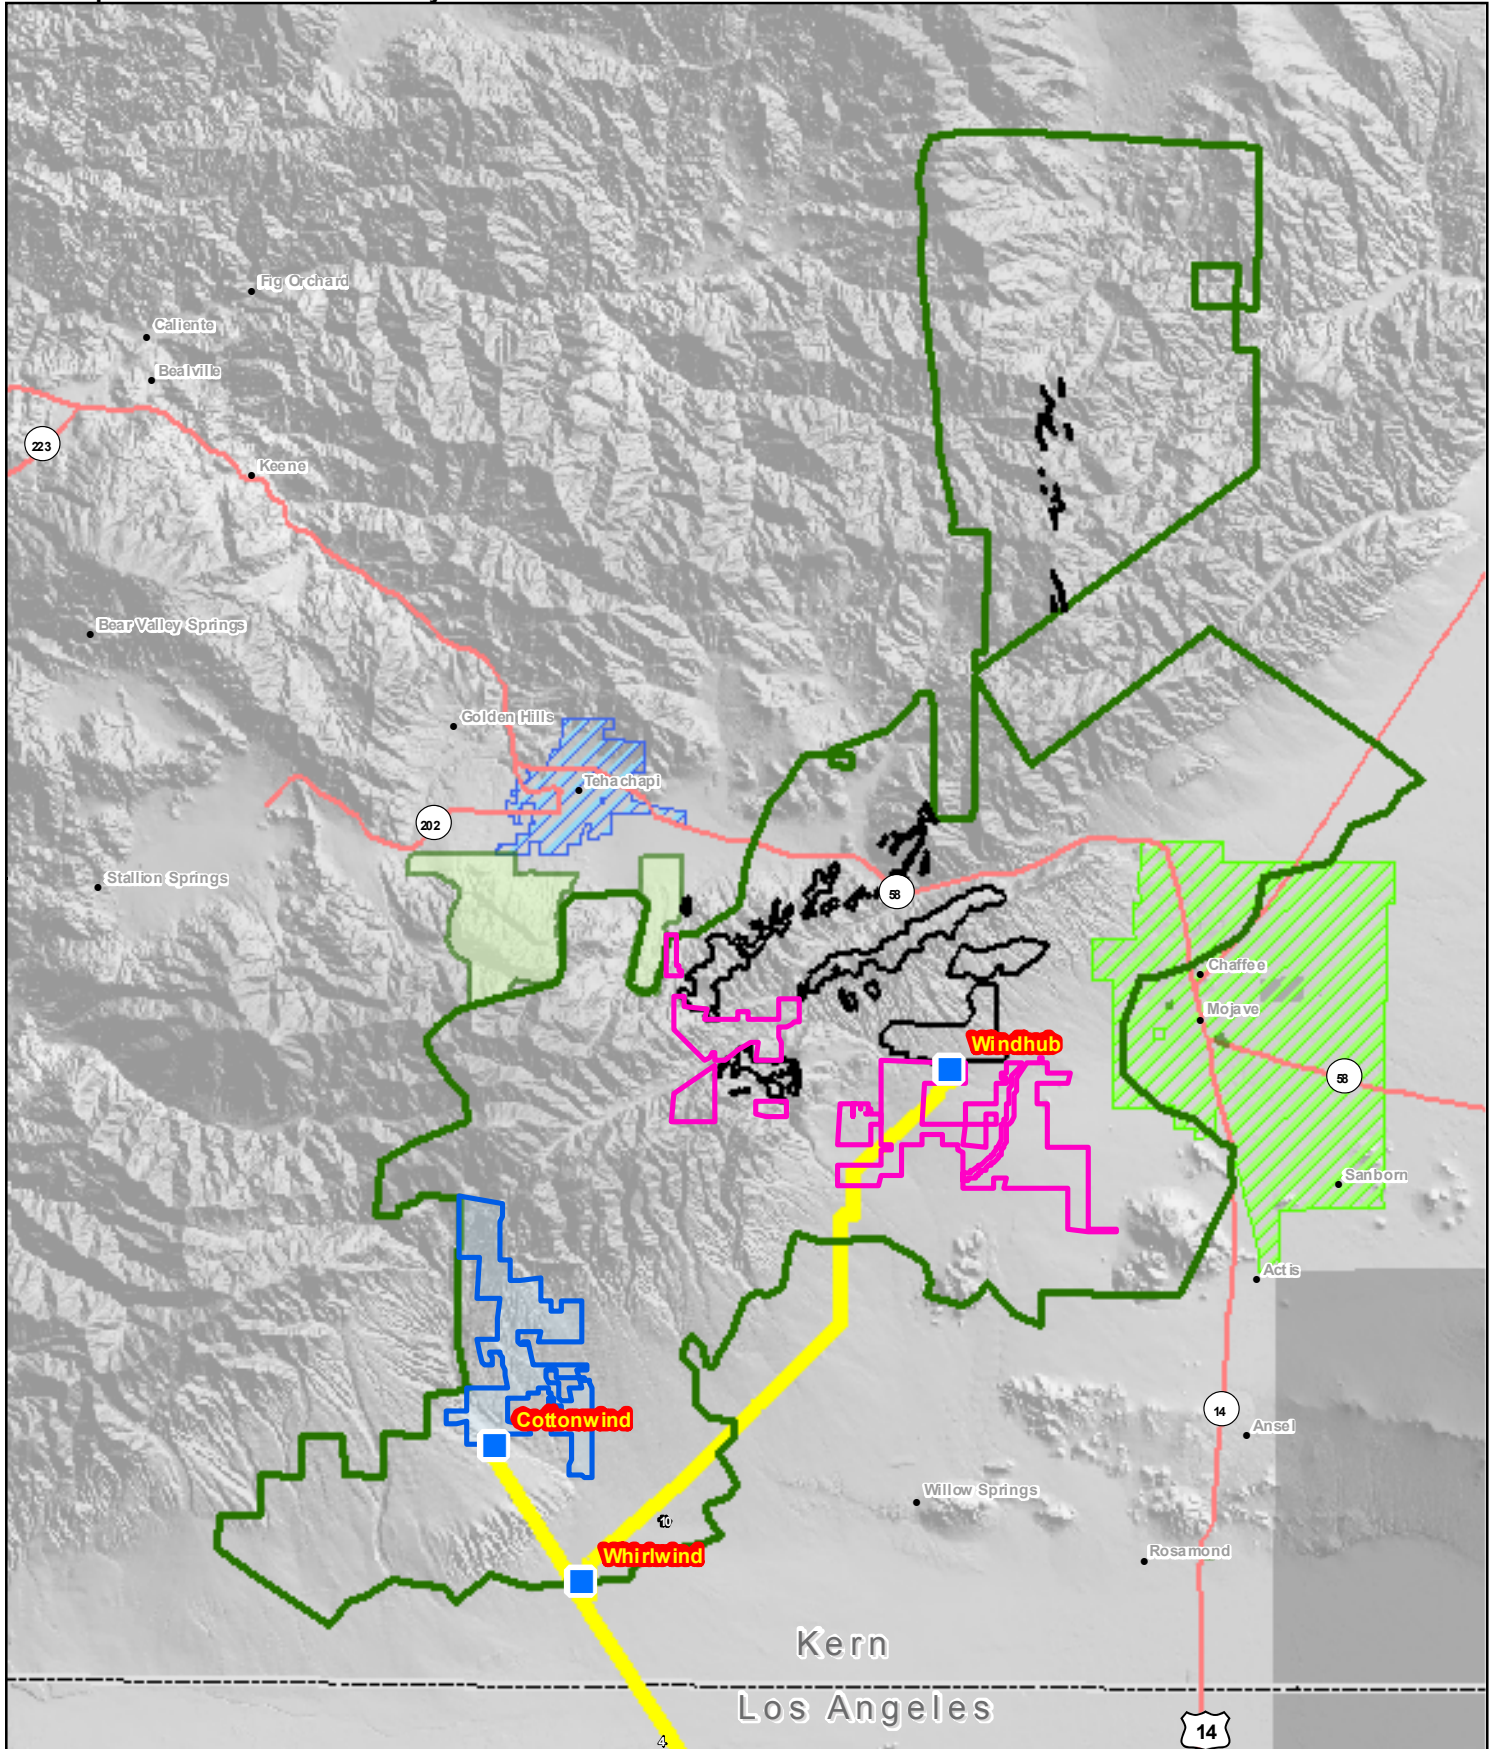 Fig Orchard
Caliente
Bealville
223
Keene
Bear Valley Springs
Golden Hills
Tehachapi
202
Stallion Springs
58
Chaffee
Mojave
Windhub
58
Sanborn
Actis
14
Cottonwind
Ansel
Willow Springs
10
Whirlwind
Rosamond
Kern
Los Angeles
14
4